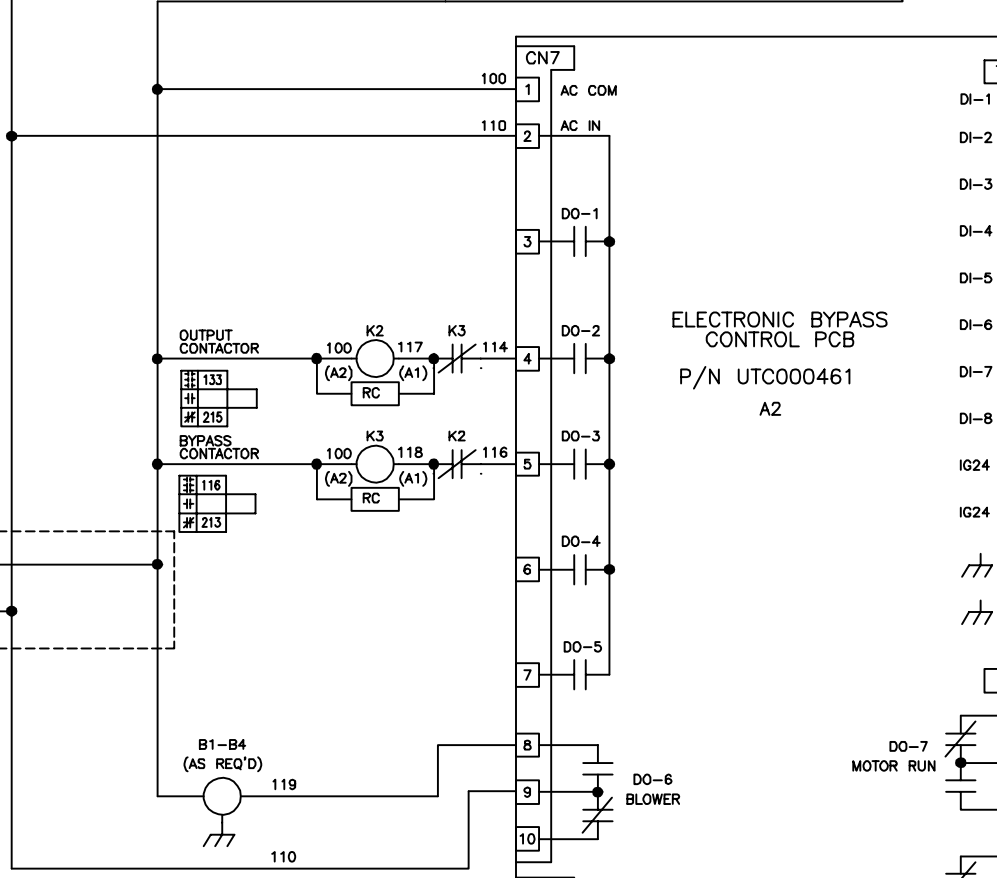 CN7
100
1
AC COM
110
2
AC IN
DI-1
DI-2
DO-1
3
DI-3
DI-4
DI-5
OUTPUT
CONTACTOR
K2
K3
100
117
114
4
DO-2
(A2)
(A1)
RC
133
215
ELECTRONIC BYPASS
CONTROL PCB
P/N UTC000461
A2
DI-6
DI-7
DI-8
BYPASS
CONTACTOR
K3
K2
100
118
116
5
DO-3
(A2)
(A1)
RC
116
213
IG24
IG24
DO-4
6
DO-5
7
B1-B4
(AS REQ'D)
119
8
9
10
DO-6
BLOWER
DO-7
MOTOR RUN
110